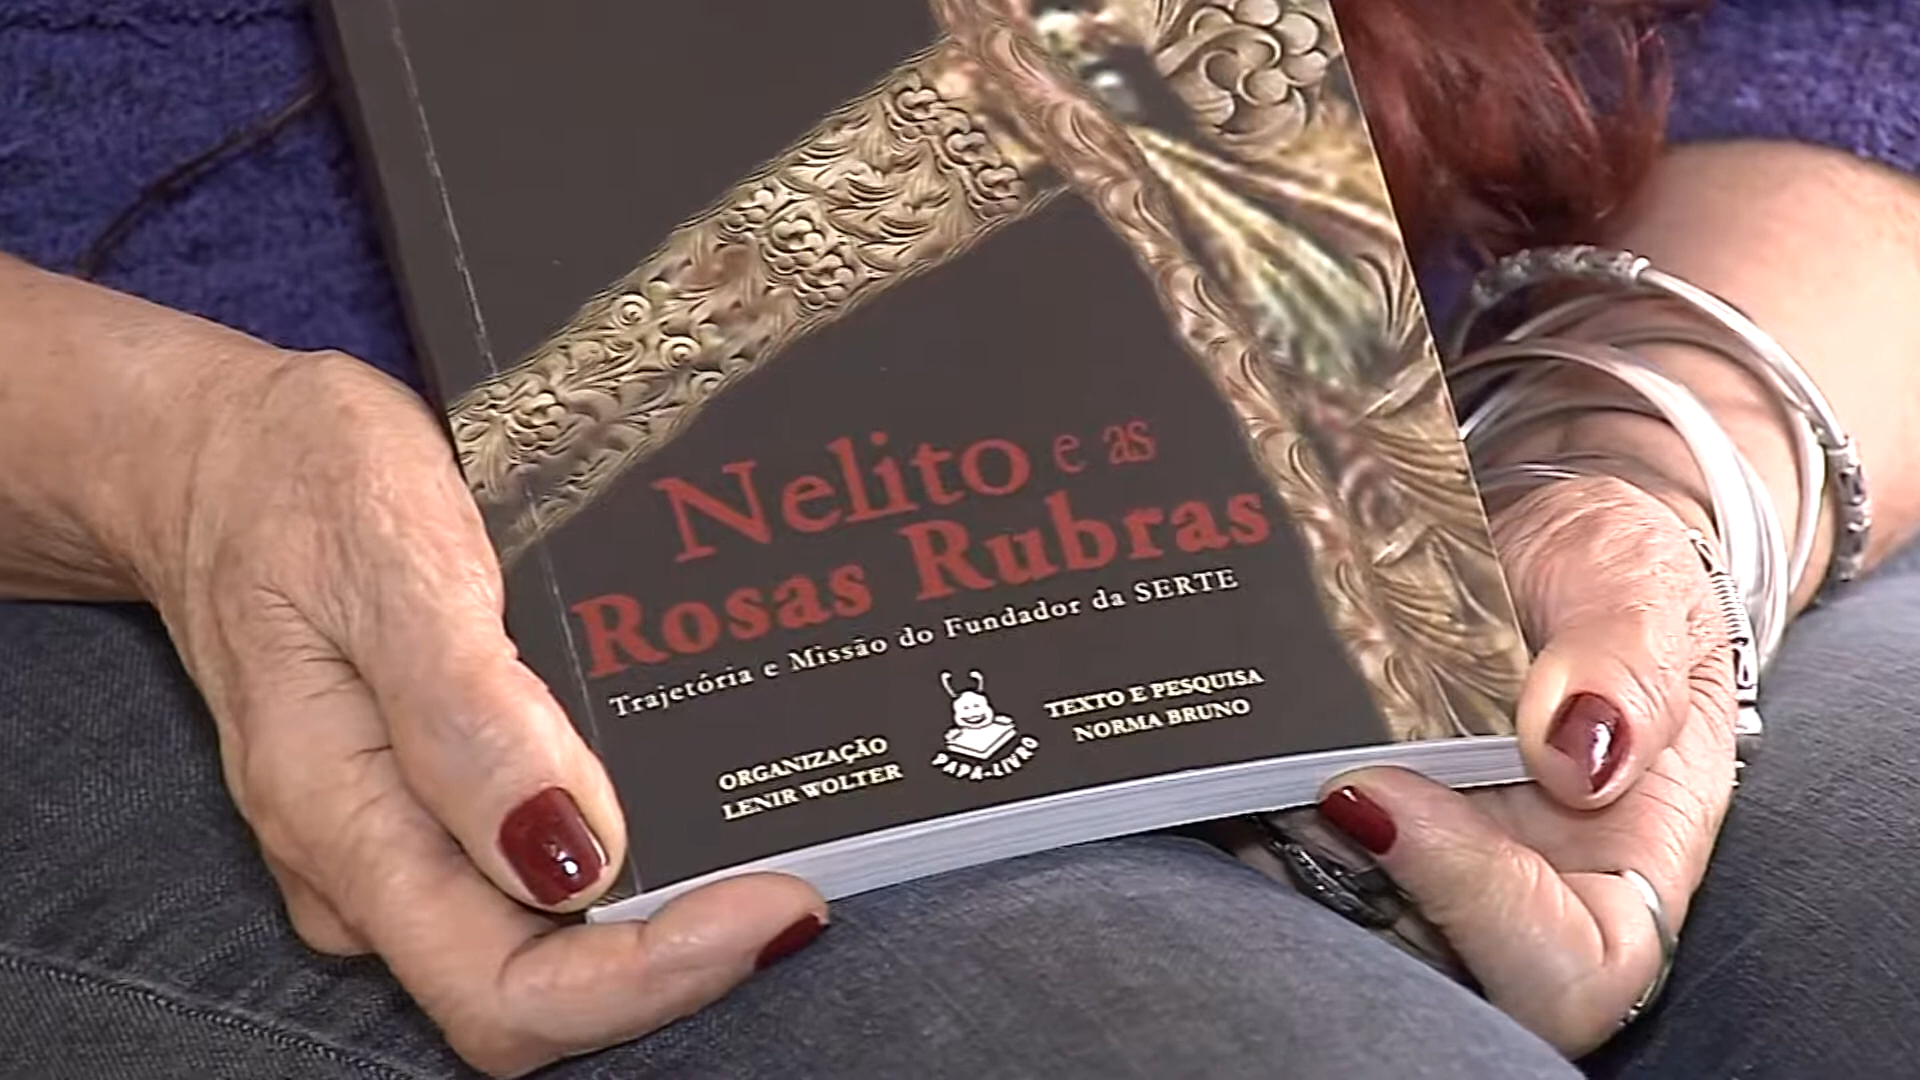 Nelito e as
Rosas Rubras
Trajetória e Missão do Fundador da SERTE
ORGANIZAÇÃO
LENIR WOLTER
PAPA-LIVRO
TEXTO E PESQUISA
NORMA BRUNO